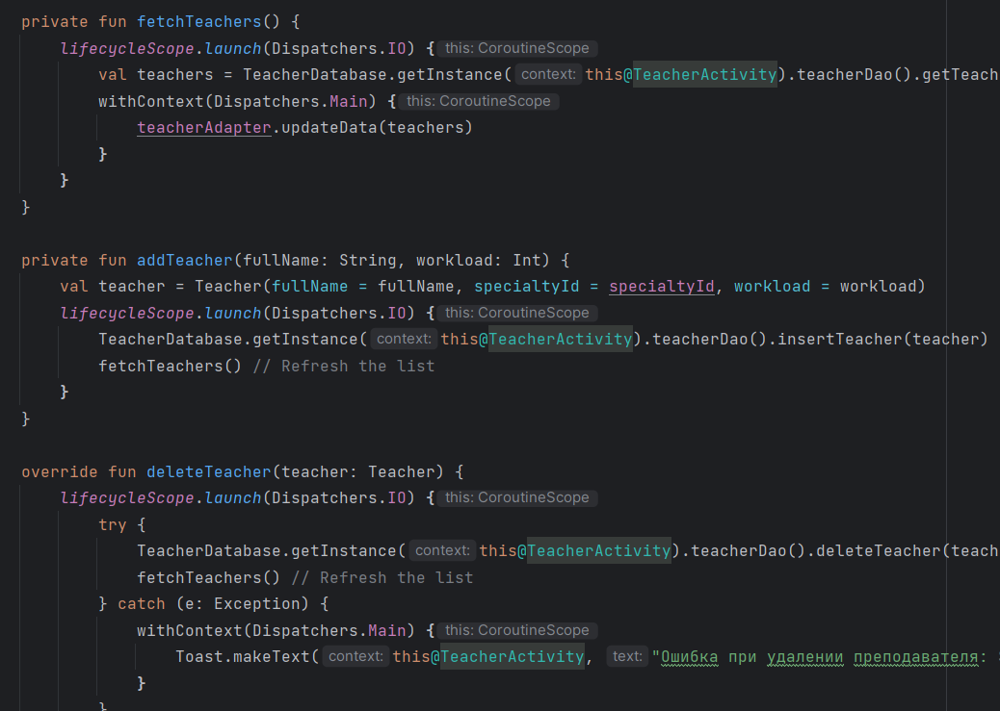 private fun fetchTeachers() {
lifecycleScope.launch(Dispatchers.IO) { this: CoroutineScope
val teachers = TeacherDatabase.getInstance( context: this@TeacherActivity).teacherDao().getTeach
withContext(Dispatchers.Main) { this: CoroutineScope
teacherAdapter.updateData(teachers)
}
}
}
private fun addTeacher(fullName: String, workload: Int) {
val teacher = Teacher(fullName = fullName, specialtyId = specialtyId, workload = workload)
lifecycleScope.launch(Dispatchers.IO) { this: CoroutineScope
TeacherDatabase.getInstance( context: this@TeacherActivity).teacherDao().insertTeacher(teacher)
fetchTeachers() // Refresh the list
}
}
override fun deleteTeacher(teacher: Teacher) {
lifecycleScope.launch(Dispatchers.IO) { this: CoroutineScope
try {
TeacherDatabase.getInstance( context: this@TeacherActivity).teacherDao().deleteTeacher(teach
fetchTeachers() // Refresh the list
} catch (e: Exception) {
withContext(Dispatchers.Main) { this: CoroutineScope
Toast.makeText( context: this@TeacherActivity, text: "Ошибка при удалении преподавателя:
}
}